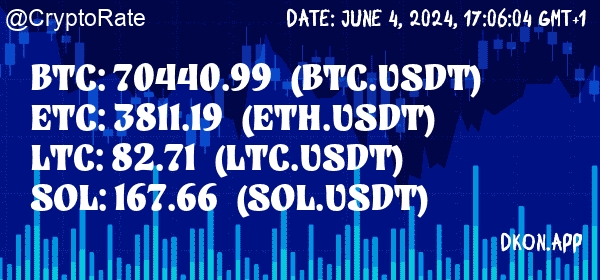 @CryptoRate
DATE: JUNE 4, 2024, 17:06:04 GMT+1
BTC: 70440.99 (BTC.USDT)
ETC: 3811.19 (ETH.USDT)
LTC: 82.71 (LTC.USDT)
SOL: 167.66 (SOL.USDT)
DKON.APP